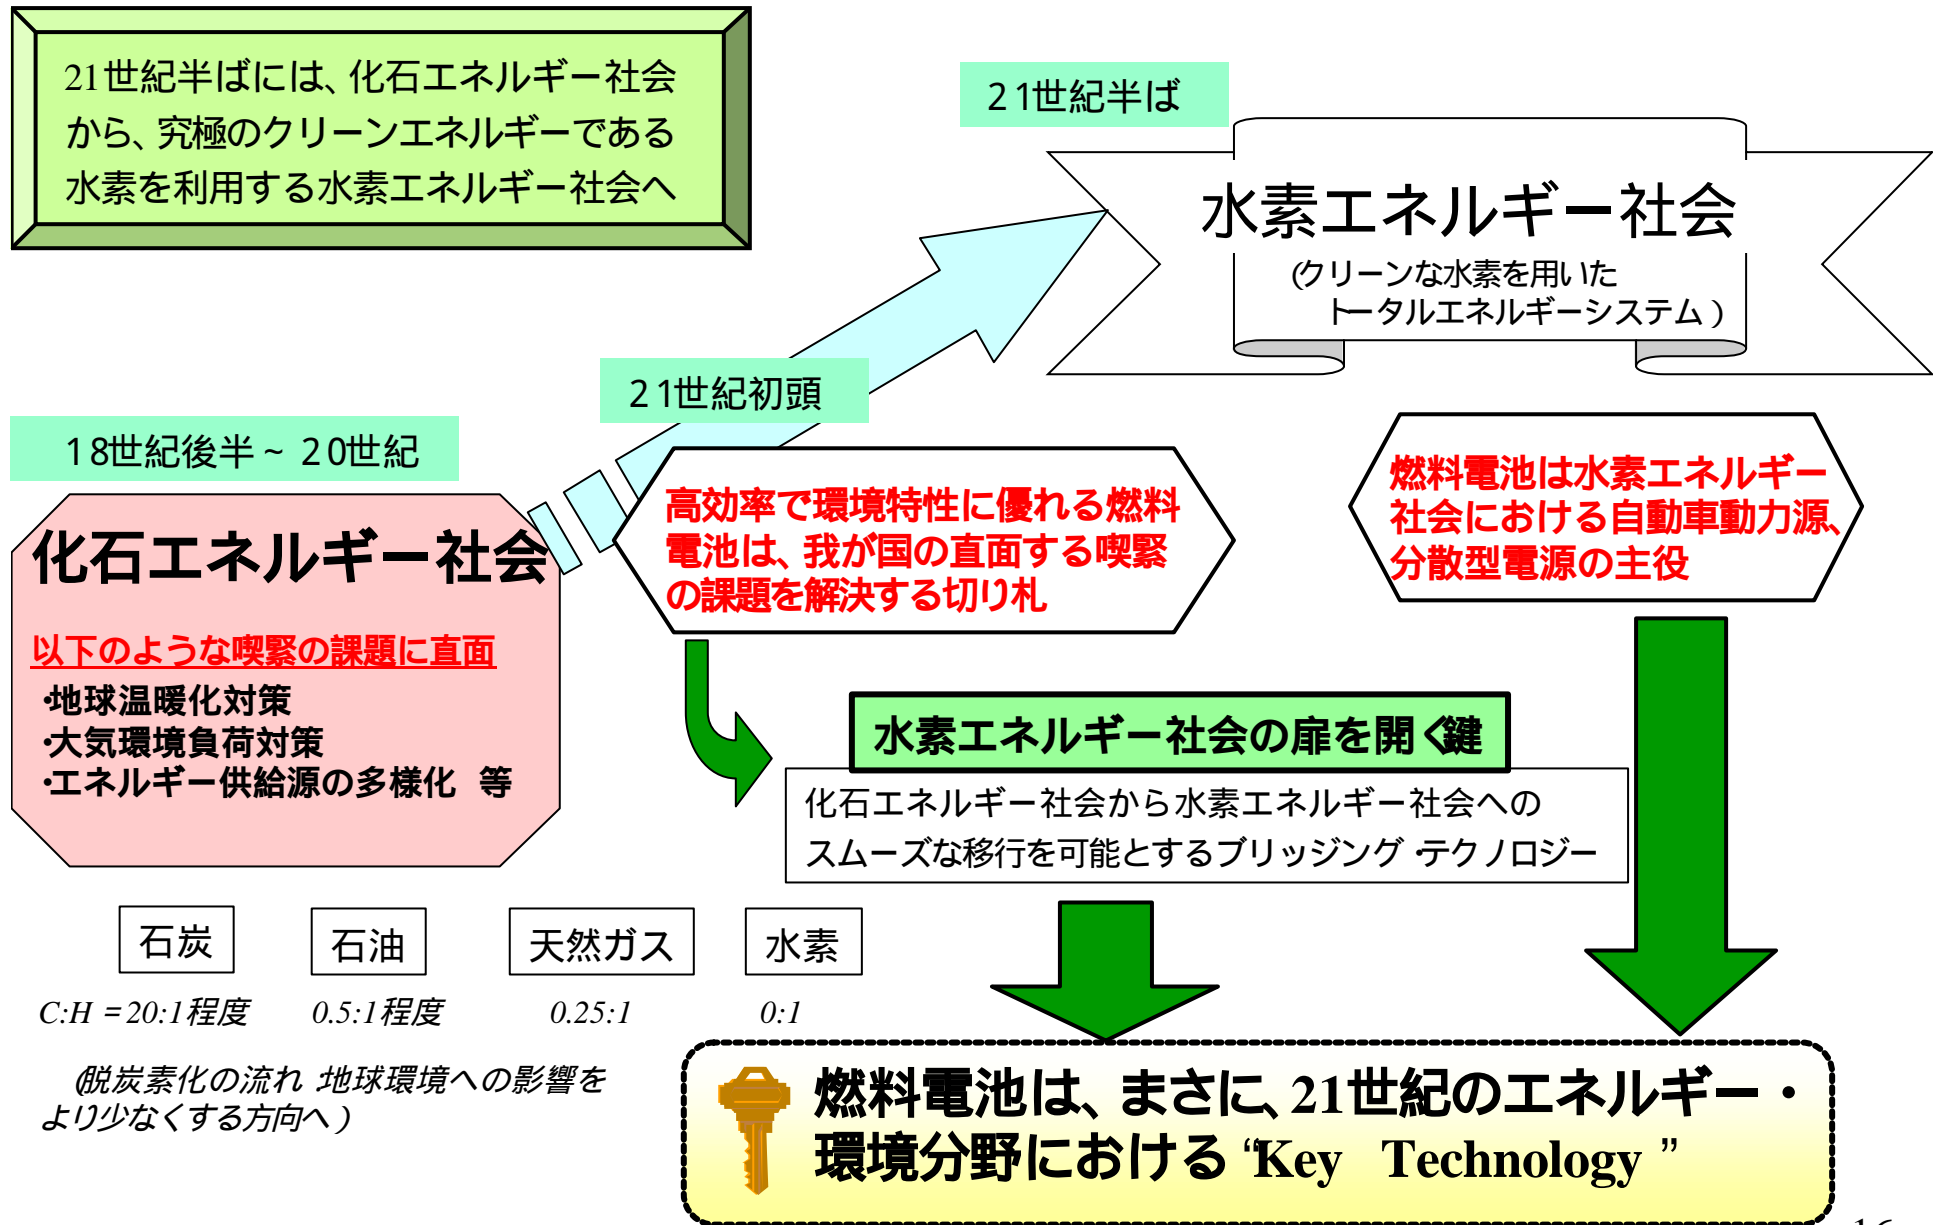 21世紀半ばには、化石エネルギー社会
から、究極のクリーンエネルギーである
水素を利用する水素エネルギー社会へ
21世紀半ば
水素エネルギー社会
(クリーンな水素を用いた
トータルエネルギーシステム)
21世紀初頭
18世紀後半~20世紀
化石エネルギー社会
以下のような喫緊の課題に直面
・地球温暖化対策
・大気環境負荷対策
・エネルギー供給源の多様化 等
高効率で環境特性に優れる燃料
電池は、我が国の直面する喫緊
の課題を解決する切り札
燃料電池は水素エネルギー
社会における自動車動力源、
分散型電源の主役
水素エネルギー社会の扉を開く鍵
化石エネルギー社会から水素エネルギー社会への
スムーズな移行を可能とするブリッジング・テクノロジー
石炭
石油
天然ガス
水素
C:H =20:1程度
0.5:1程度
0.25:1
0:1
(脱炭素化の流れ 地球環境への影響を
より少なくする方向へ)
燃料電池は、まさに、21世紀のエネルギー・
環境分野における“Key Technology ”